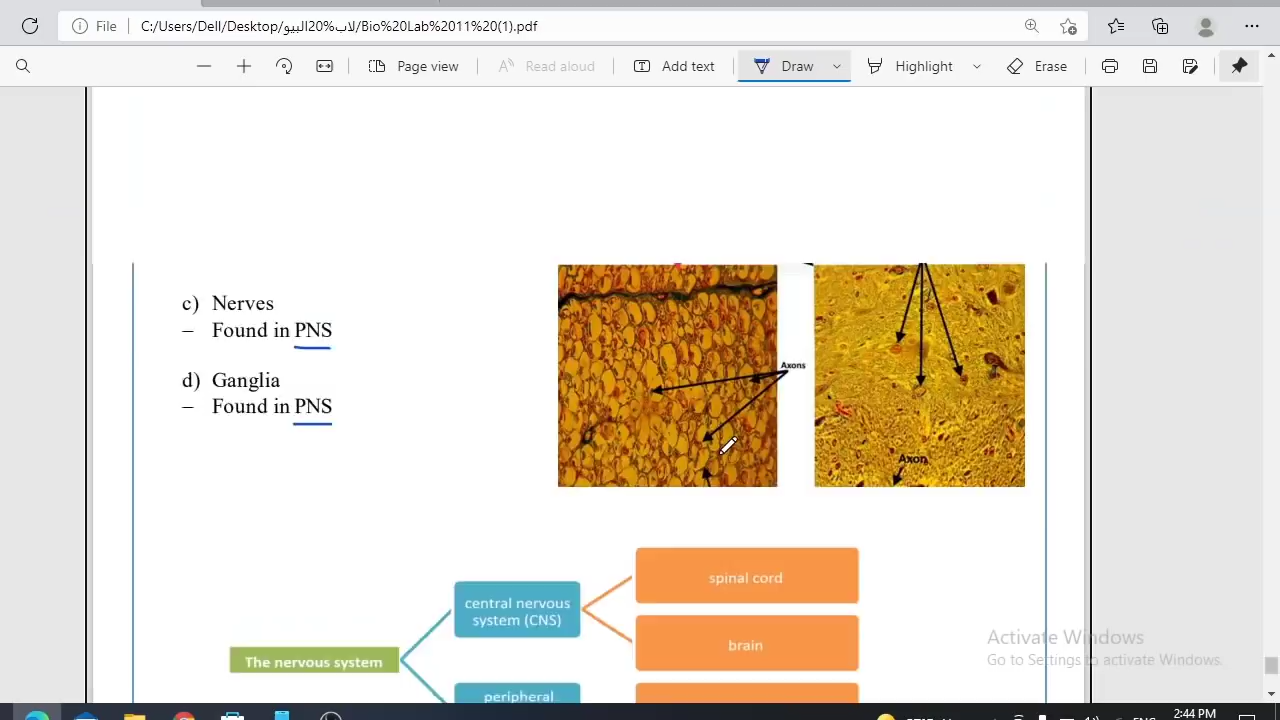 File
C:/Users/Dell/Desktop/لاب%20البيو/Bio%20Lab%2011%20(1).pdf
Page view
Read aloud
Add text
Draw
Highlight
Erase
c) Nerves
– Found in PNS
d) Ganglia
– Found in PNS
Axons
Axon
spinal cord
central nervous
system (CNS)
brain
The nervous system
peripheral
Activate Windows
Go to Settings to activate Windows.
2:44 PM